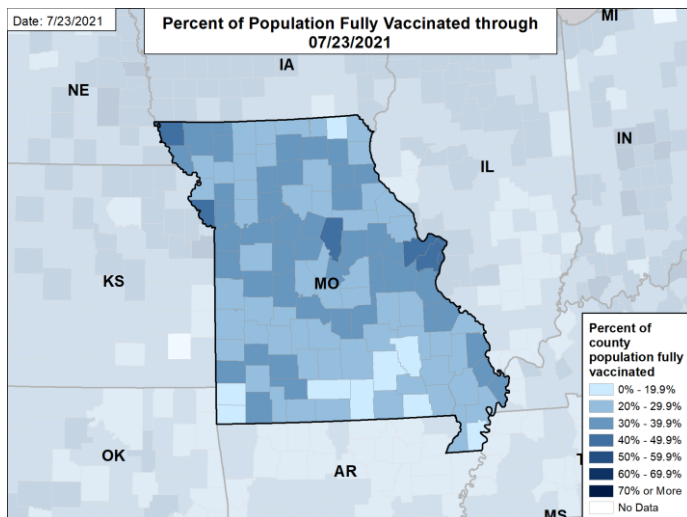 Date: 7/23/2021
Percent of Population Fully Vaccinated through
07/23/2021
MI
IA
NE
IN
IL
KS
MO
OK
AR
MS
Percent of
county
population fully
vaccinated
0% - 19.9%
20% - 29.9%
30% - 39.9%
40% - 49.9%
50% - 59.9%
60% - 69.9%
70% or More
No Data